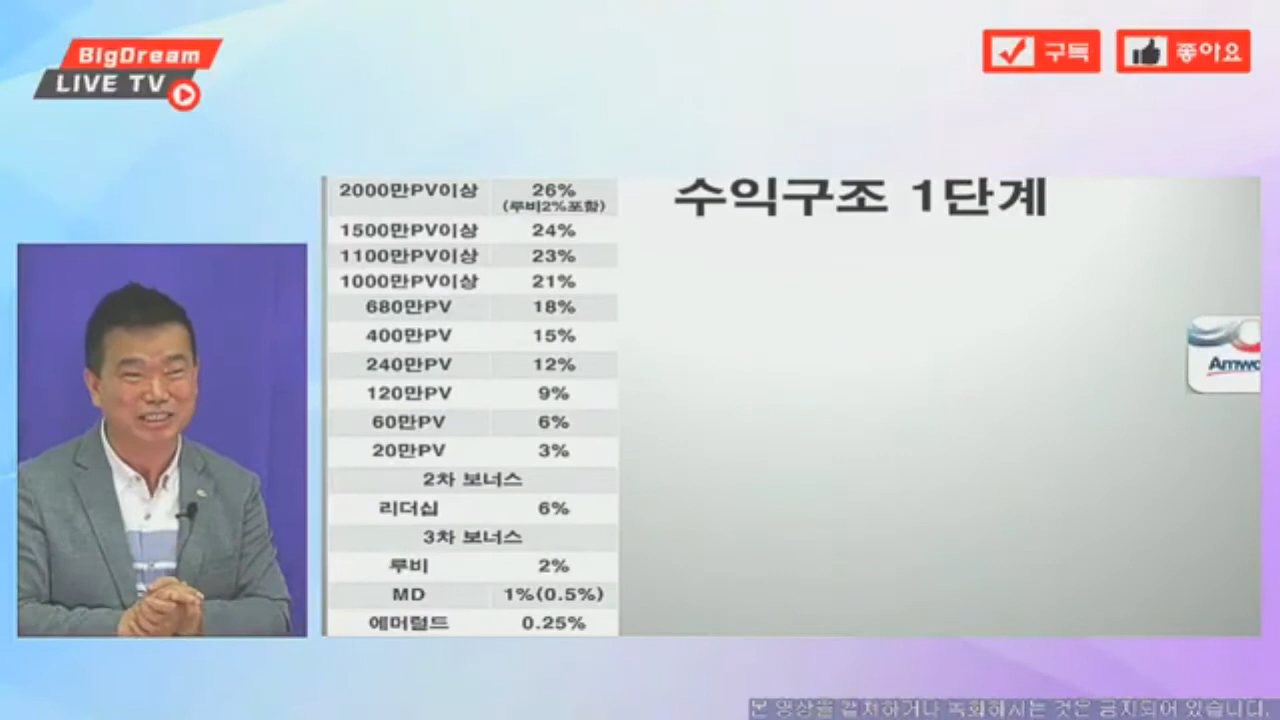 BigDream
LIVE TV
구독
좋아요
수익구조 1단계
2000만PV이상 26%
(루비2%포함)
1500만PV이상 24%
1100만PV이상 23%
1000만PV이상 21%
680만PV 18%
400만PV 15%
240만PV 12%
120만PV 9%
60만PV 6%
20만PV 3%
2차 보너스
리더십 6%
3차 보너스
루비 2%
MD 1%(0.5%)
에머럴드 0.25%
본 영상을 캡쳐하거나 녹화하시는 것은 금지되어 있습니다.